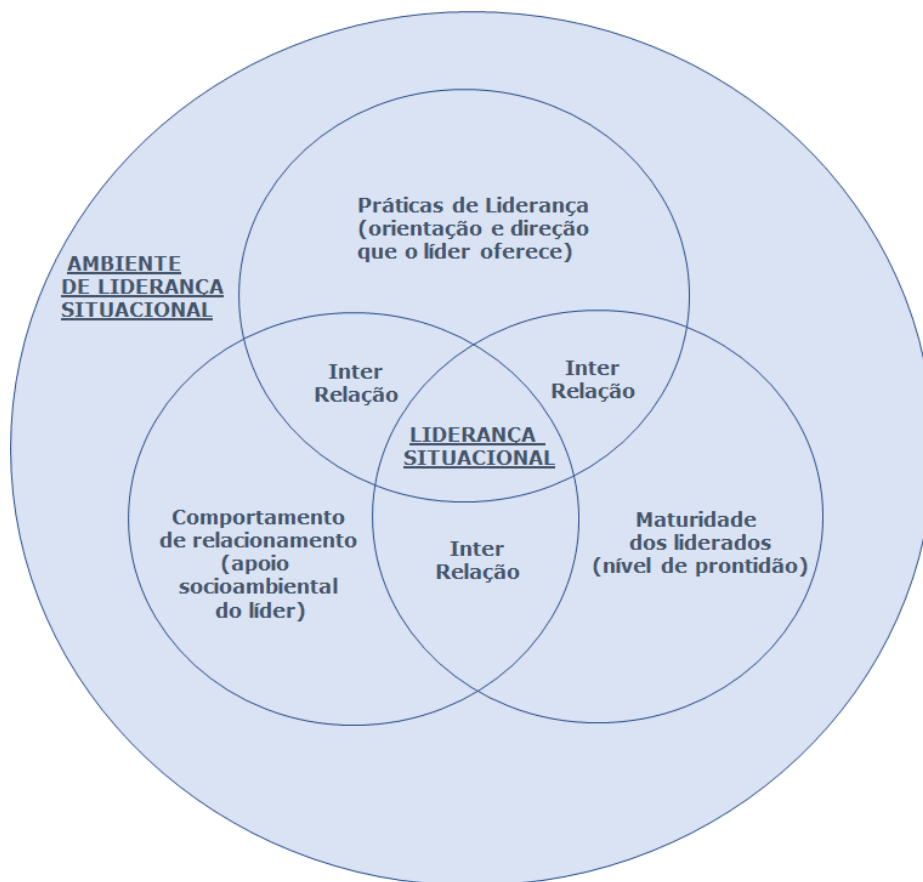 Práticas de Liderança
(orientação e direção
que o líder oferece)
AMBIENTE
DE LIDERANÇA
SITUACIONAL
Inter
Relação
Inter
Relação
LIDERANÇA
SITUACIONAL
Comportamento
de relacionamento
(apoio
socioambiental
do líder)
Inter
Relação
Maturidade
dos liderados
(nível de prontidão)